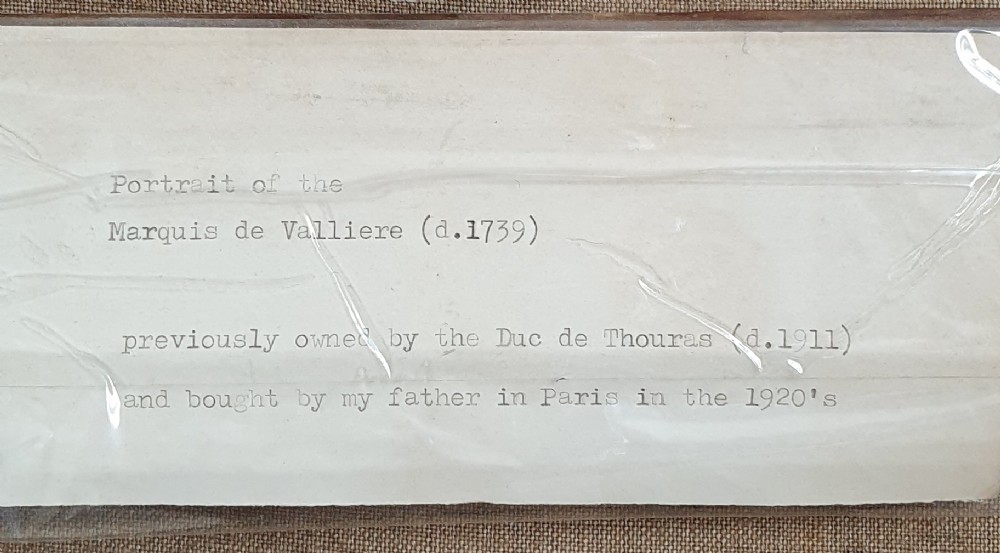 Portrait of the
Marquis de Valliere (d.1739)
previously owned by the Duc de Thouras (d.1911)
and bought by my father in Paris in the 1920's